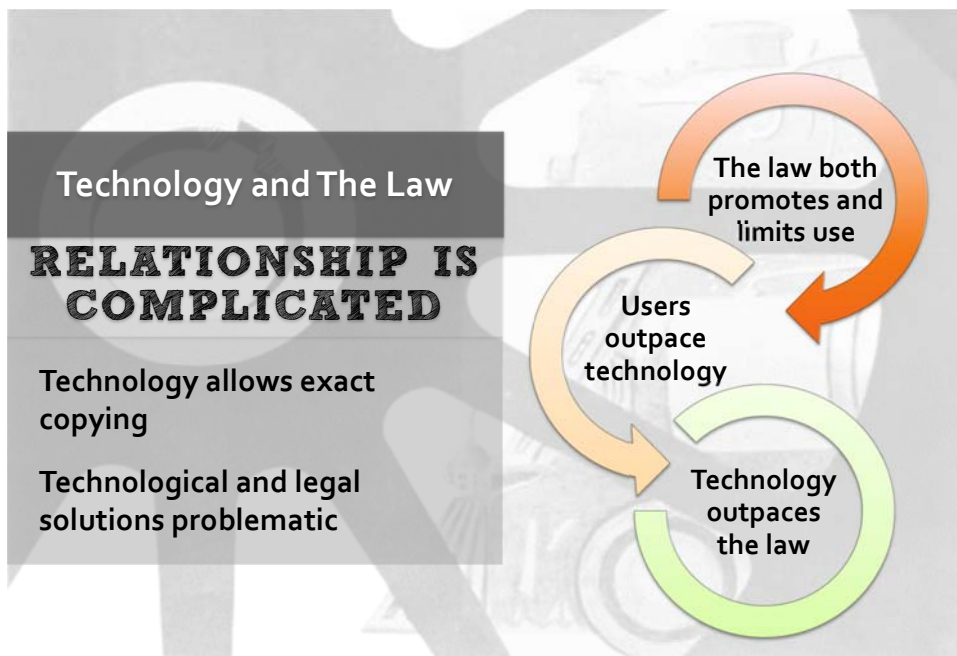 Technology and The Law
RELATIONSHIP IS
COMPLICATED
Technology allows exact
copying
Technological and legal
solutions problematic
The law both
promotes and
limits use
Users
outpace
technology
Technology
outpaces
the law